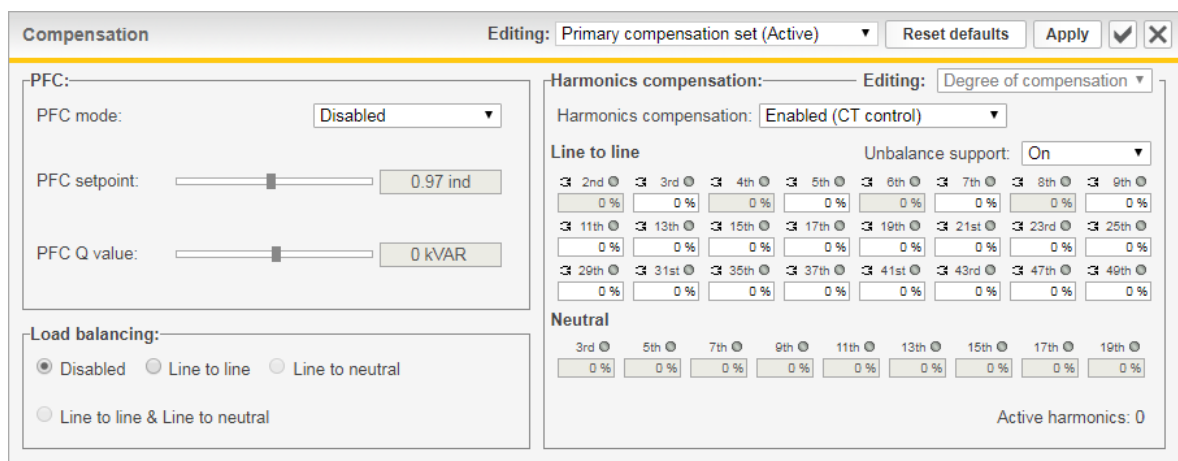 Compensation Editing: Primary compensation set (Active) Reset defaults Apply
PFC:
PFC mode: Disabled
PFC setpoint: 0.97 ind
PFC Q value: 0 kVAR
Load balancing:
Disabled Line to line Line to neutral
Line to line & Line to neutral
Harmonics compensation: Editing: Degree of compensation
Harmonics compensation: Enabled (CT control)
Line to line Unbalance support: On
2nd 3rd 4th 5th 6th 7th 8th 9th
0 % 0 % 0 % 0 % 0 % 0 % 0 % 0 %
11th 13th 15th 17th 19th 21st 23rd 25th
0 % 0 % 0 % 0 % 0 % 0 % 0 % 0 %
29th 31st 35th 37th 41st 43rd 47th 49th
0 % 0 % 0 % 0 % 0 % 0 % 0 % 0 %
Neutral
3rd 5th 7th 9th 11th 13th 15th 17th 19th
0 % 0 % 0 % 0 % 0 % 0 % 0 % 0 % 0 %
Active harmonics: 0